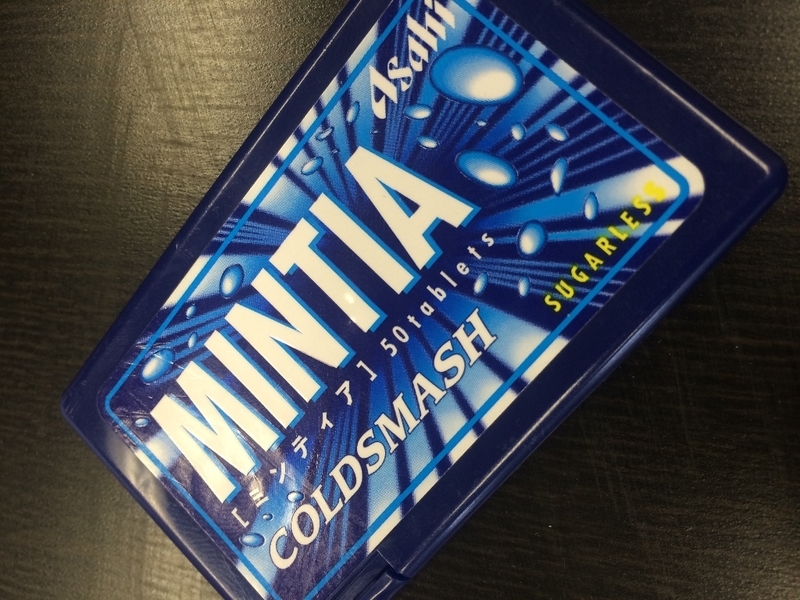 Asahi
MINTIA
[ミンティア] 50tablets
COLDSMASH
SUGARLESS